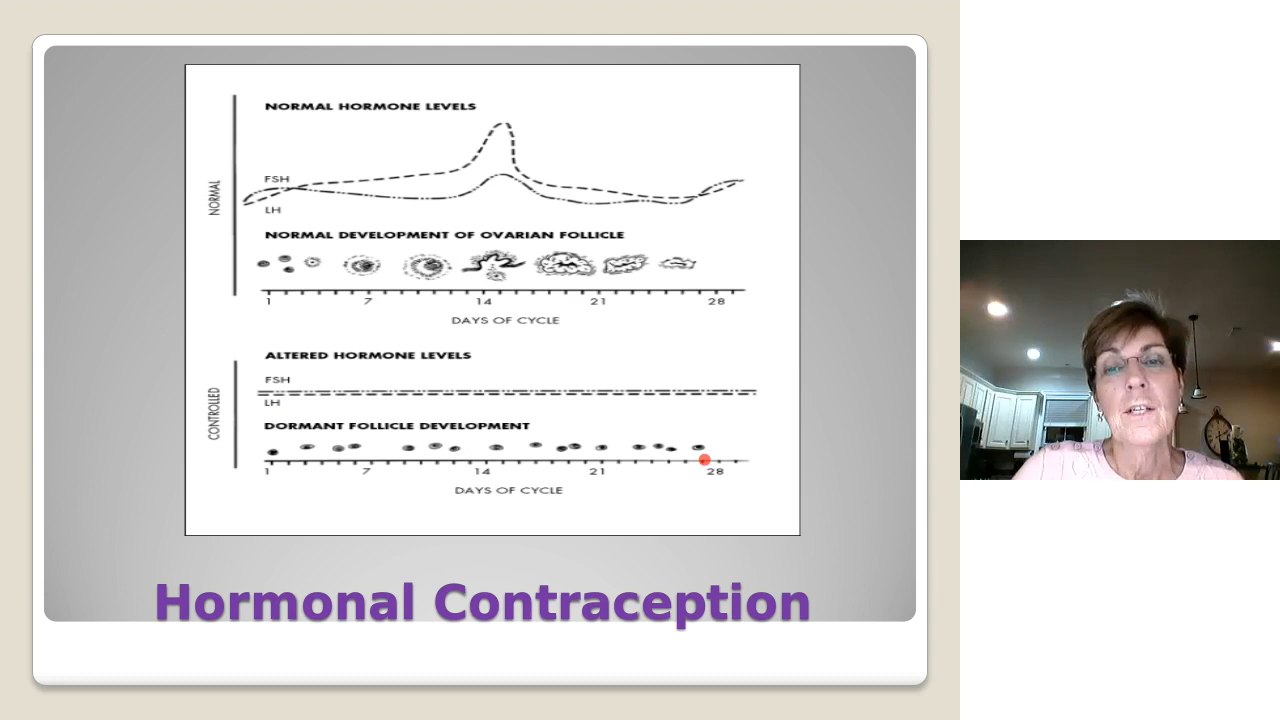 NORMAL HORMONE LEVELS
NORMAL
FSH
LH
NORMAL DEVELOPMENT OF OVARIAN FOLLICLE
1 7 14 21 28
DAYS OF CYCLE
ALTERED HORMONE LEVELS
CONTROLLED
FSH
LH
DORMANT FOLLICLE DEVELOPMENT
1 7 14 21 28
DAYS OF CYCLE
Hormonal Contraception